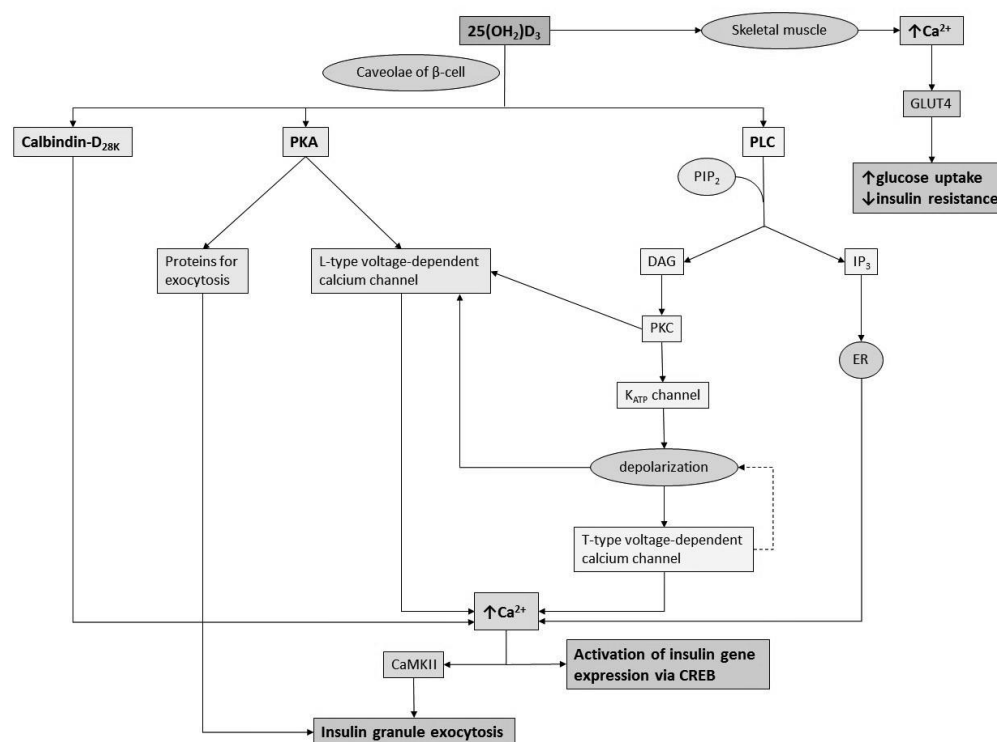 25(OH₂)D₃
Skeletal muscle
↑Ca²⁺
Caveolae of β-cell
GLUT4
Calbindin-D₂₈ₖ
PKA
PLC
PIP₂
↑glucose uptake
↓insulin resistance
Proteins for
exocytosis
L-type voltage-dependent
calcium channel
DAG
IP₃
PKC
ER
K_ATP channel
depolarization
T-type voltage-dependent
calcium channel
↑Ca²⁺
CaMKII
Activation of insulin gene
expression via CREB
Insulin granule exocytosis